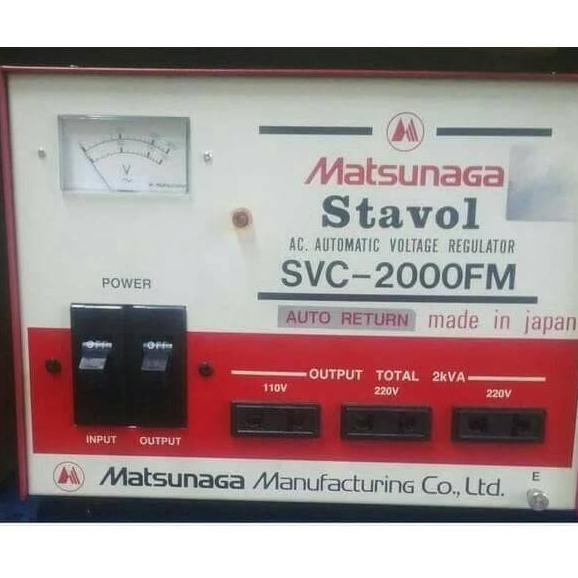 Matsunaga
Stavol
AC. AUTOMATIC VOLTAGE REGULATOR
SVC-2000FM
AUTO RETURN made in japan
V
POWER
OFF OFF
INPUT OUTPUT
OUTPUT TOTAL 2kVA
110V 220V 220V
Matsunaga Manufacturing Co., Ltd.
E